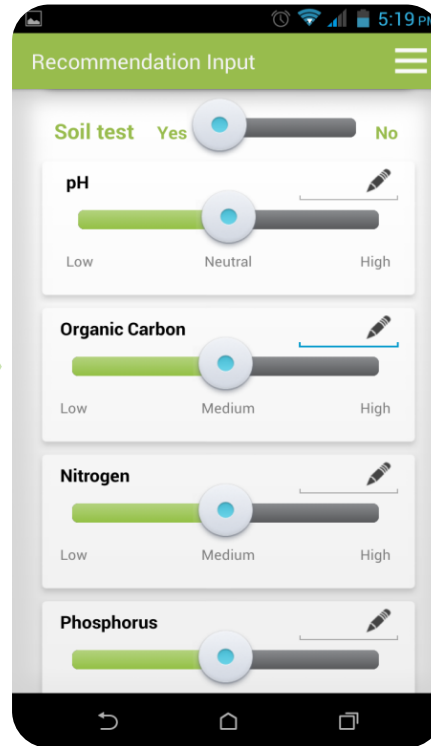 5:19 PM
Recommendation Input
Soil test Yes No
pH
Low Neutral High
Organic Carbon
Low Medium High
Nitrogen
Low Medium High
Phosphorus